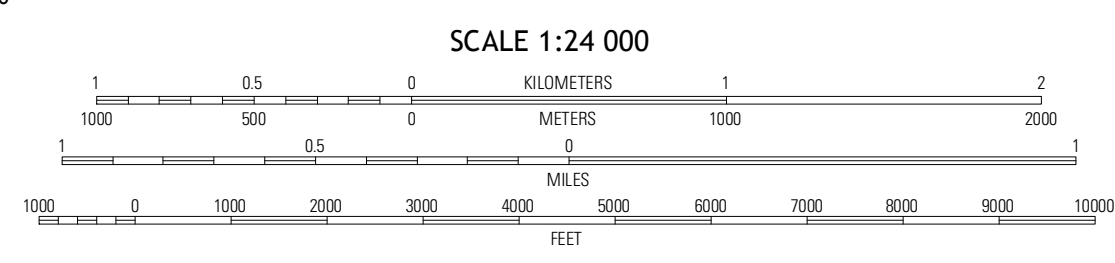 SCALE 1:24 000
1 0.5 0 KILOMETERS 1 2
1000 500 0 METERS 1000 2000
1 0.5 0 1
MILES
1000 0 1000 2000 3000 4000 5000 6000 7000 8000 9000 10000
FEET